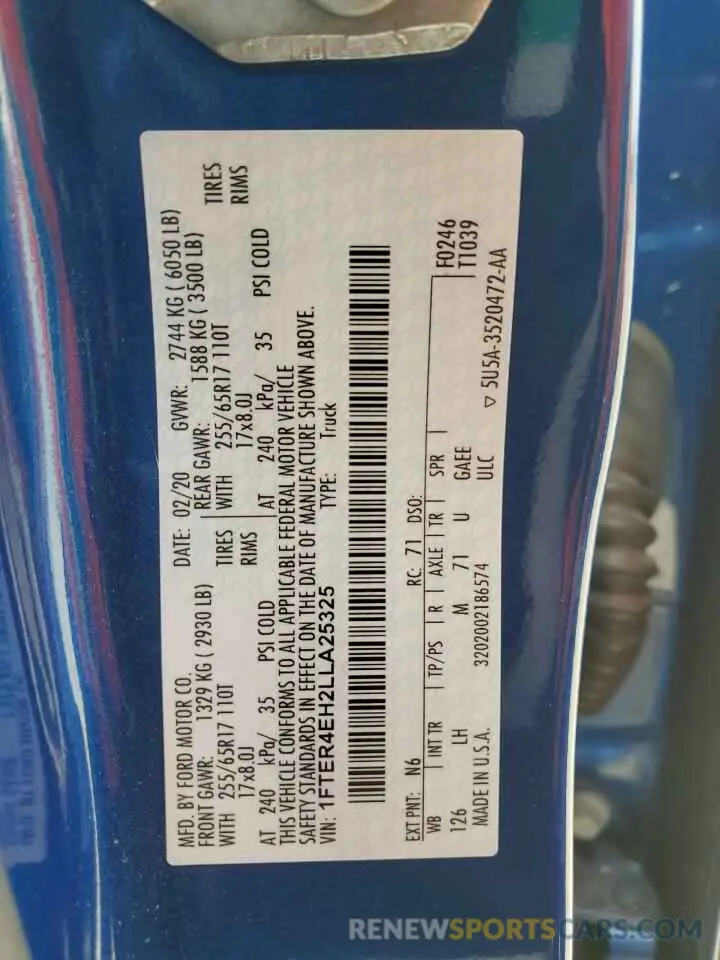 MFD. BY FORD MOTOR CO.
DATE: 02/20 GVWR: 2744 KG ( 6050 LB)
FRONT GAWR: 1329 KG ( 2930 LB)
REAR GAWR: 1588 KG ( 3500 LB)
WITH 255/65R17 110T TIRES
17x8.0J RIMS
WITH 255/65R17 110T TIRES
17x8.0J RIMS
AT 240 kPa/ 35 PSI COLD
AT 240 kPa/ 35 PSI COLD
THIS VEHICLE CONFORMS TO ALL APPLICABLE FEDERAL MOTOR VEHICLE
SAFETY STANDARDS IN EFFECT ON THE DATE OF MANUFACTURE SHOWN ABOVE.
VIN: 1FTER4EH2LLA25325
TYPE: Truck
EXT PNT: N6 RC: 71 DSO: F0246
WB INT TR TP/PS R AXLE TR SPR T1039
126 LH M 71 U GAEE
MADE IN U.S.A. 3202002186574 ULC
▽ 5U5A-3520472-AA
RENEWSPORTSCARS.COM